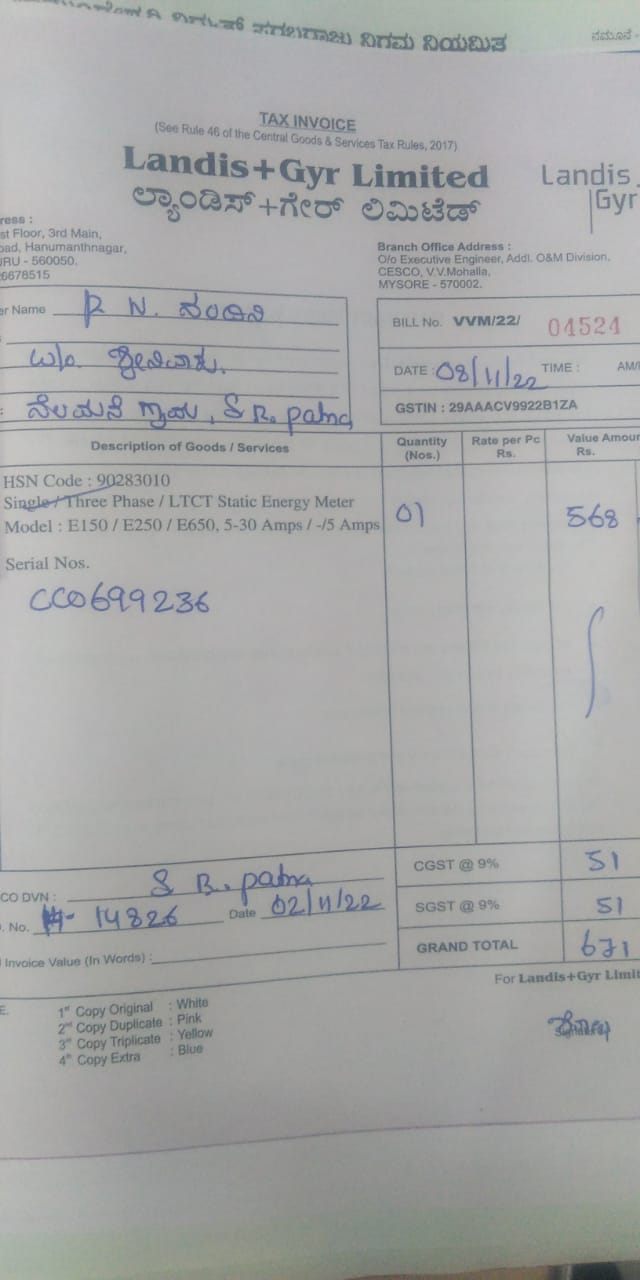 ಸರಬರಾಜು ನಿಗಮ ನಿಯಮಿತ
TAX INVOICE
(See Rule 46 of the Central Goods & Services Tax Rules, 2017)
Landis+Gyr Limited
Landis
Gyr
ಲ್ಯಾಂಡಿಸ್+ಗೇರ್ ಲಿಮಿಟೆಡ್
ress :
st Floor, 3rd Main,
oad, Hanumanthnagar,
RU - 560050.
6678515
Branch Office Address :
O/o Executive Engineer, Addl. O&M Division,
CESCO, V.V.Mohalla,
MYSORE - 570002.
er Name R N. ನಂದಿನಿ
W/o ಶ್ರೀನಿವಾಸ.
ಗ್ರಾಮ, S R. patna
BILL No. VVM/22/ 04524
DATE : 08/11/22 TIME : AM/
GSTIN : 29AAACV9922B1ZA
Description of Goods / Services
Quantity (Nos.)
Rate per Pc Rs.
Value Amoun Rs.
HSN Code : 90283010
Single / Three Phase / LTCT Static Energy Meter
Model : E150 / E250 / E650, 5-30 Amps / -/5 Amps 01 568
Serial Nos.
CC0699236
CGST @ 9% 51
CO DVN : S R. patna
SGST @ 9% 51
. No. 14826 Date 02/11/22
GRAND TOTAL 671
Invoice Value (In Words) :
For Landis+Gyr Limit
E.
1st Copy Original : White
2nd Copy Duplicate : Pink
3rd Copy Triplicate : Yellow
4th Copy Extra : Blue